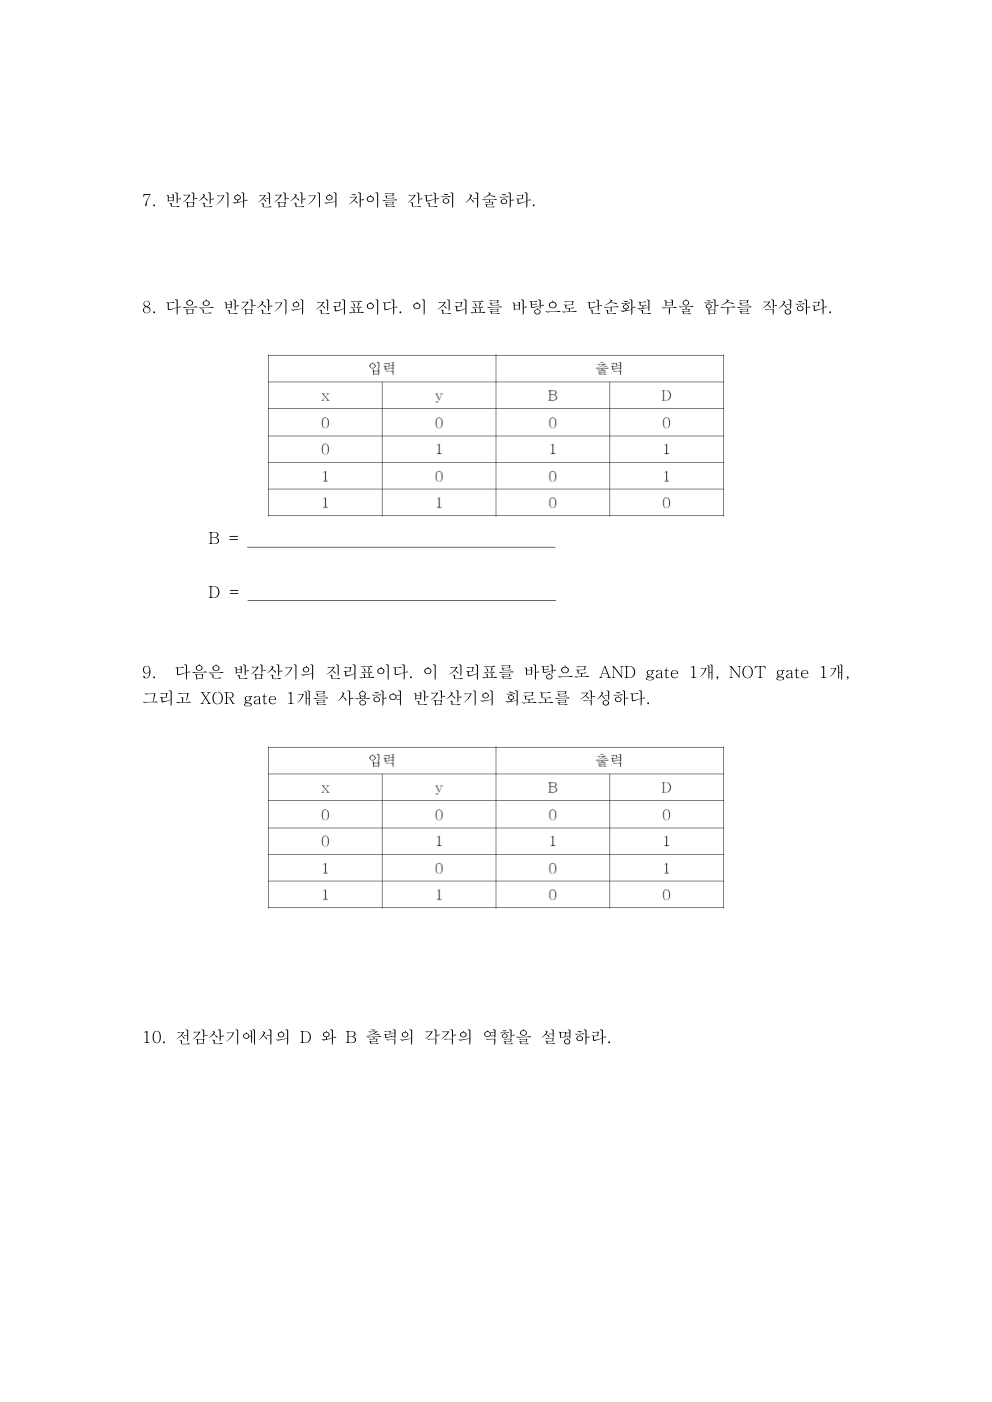 7. 반감산기와 전감산기의 차이를 간단히 서술하라.
8. 다음은 반감산기의 진리표이다. 이 진리표를 바탕으로 단순화된 부울 함수를 작성하라.
입력 출력
x y B D
0 0 0 0
0 1 1 1
1 0 0 1
1 1 0 0
B =
D =
9. 다음은 반감산기의 진리표이다. 이 진리표를 바탕으로 AND gate 1개, NOT gate 1개,
그리고 XOR gate 1개를 사용하여 반감산기의 회로도를 작성하다.
입력 출력
x y B D
0 0 0 0
0 1 1 1
1 0 0 1
1 1 0 0
10. 전감산기에서의 D 와 B 출력의 각각의 역할을 설명하라.